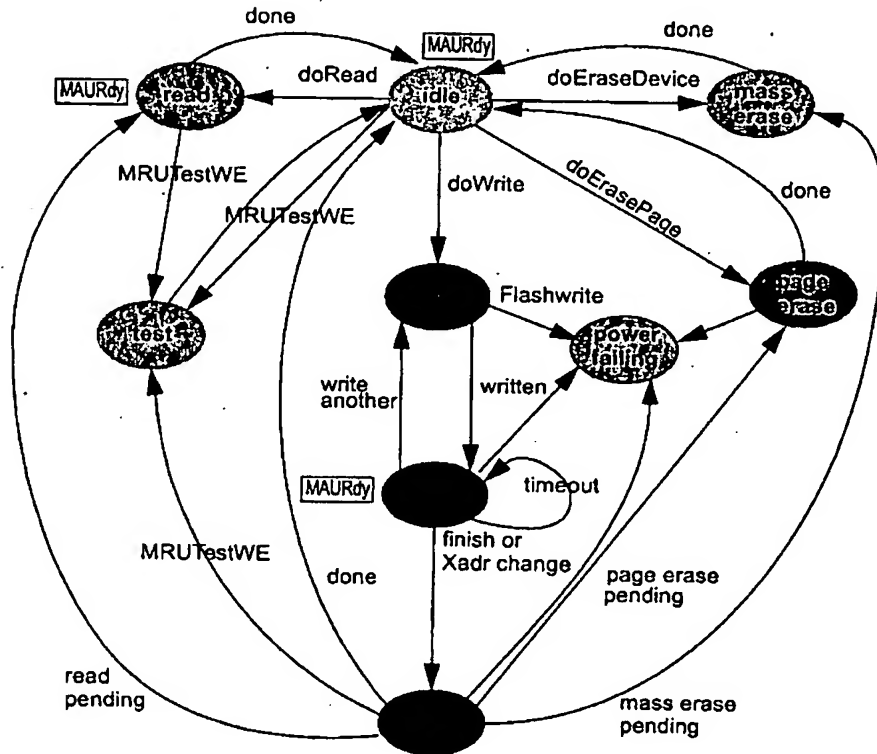 done
MAURdy
done
MAURdy
read
doRead
idle
doEraseDevice
mass
erase
MRUTestWE
MRUTestWE
doWrite
doErasePage
done
Flashwrite
page
erase
test
power
failing
write
another
written
MAURdy
timeout
MRUTestWE
done
finish or
Xadr change
page erase
pending
read
pending
mass erase
pending